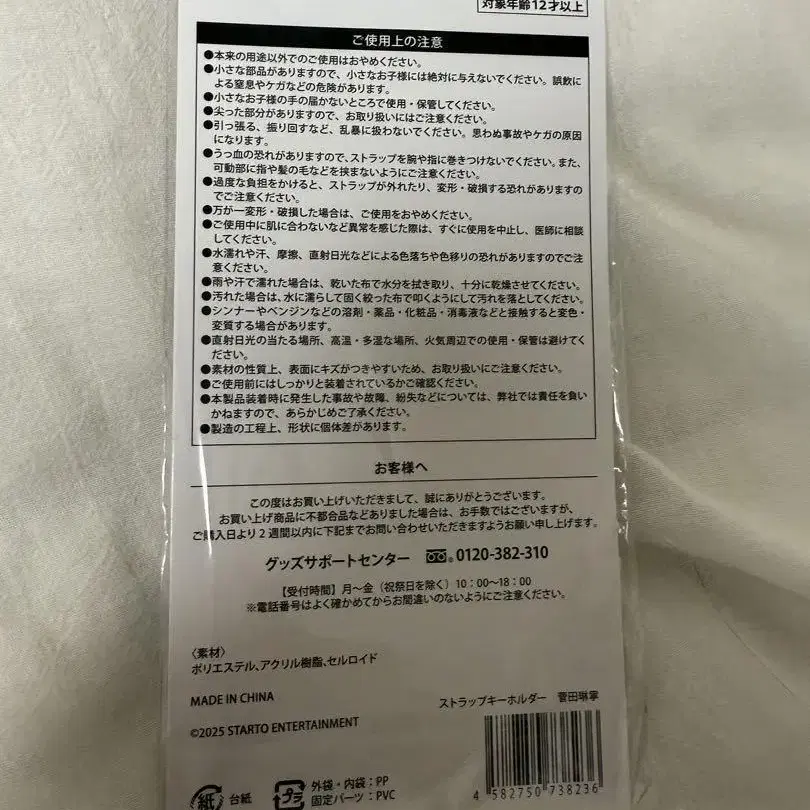 対象年齢12才以上
ご使用上の注意
●本来の用途以外でのご使用はおやめください。
●小さな部品がありますので、小さなお子様には絶対に与えないでください。誤飲に
よる窒息やケガなどの危険があります。
●小さなお子様の手の届かないところで使用・保管してください。
●尖った部分がありますので、お取り扱いにはご注意ください。
●引っ張る、振り回すなど、乱暴に扱わないでください。思わぬ事故やケガの原因
になります。
●うっ血の恐れがありますので、ストラップを腕や指に巻きつけないでください。また、
可動部に指や髪の毛などを挟まないようにご注意ください。
●過度な負担をかけると、ストラップが外れたり、変形・破損する恐れがありますの
でご注意ください。
●万が一変形・破損した場合は、ご使用をおやめください。
●ご使用中に肌に合わないなど異常を感じた際は、すぐに使用を中止し、医師に相談
してください。
●水濡れや汗、摩擦、直射日光などによる色落ちや色移りの恐れがありますのでご注
意ください。
●雨や汗で濡れた場合は、乾いた布で水分を拭き取り、十分に乾燥させてください。
●汚れた場合は、水に濡らして固く絞った布で叩くようにして汚れを落としてください。
●シンナーやベンジンなどの溶剤・薬品・化粧品・消毒液などと接触すると変色・
変質する場合があります。
●直射日光の当たる場所、高温・多湿な場所、火気周辺での使用・保管は避けてく
ださい。
●素材の性質上、表面にキズがつきやすいため、お取り扱いにご注意ください。
●ご使用前にはしっかりと装着されているかご確認ください。
●本製品装着時に発生した事故や故障、紛失などについては、弊社では責任を負い
かねますので、あらかじめご了承ください。
●製造の工程上、形状に個体差があります。
お客様へ
この度はお買い上げいただきまして、誠にありがとうございます。
お買い上げ商品に不都合品などありました場合は、お手数ではございますが、
ご購入日より2週間以内に下記までお問い合わせいただきますようお願い申し上げます。
グッズサポートセンター 0120-382-310
【受付時間】月〜金（祝祭日を除く）10：00〜18：00
※電話番号はよく確かめてからお間違いのないようにご注意ください。
〈素材〉
ポリエステル、アクリル樹脂、セルロイド
MADE IN CHINA
©2025 STARTO ENTERTAINMENT
ストラップキーホルダー 菅田琳寧
4 582750 738236
紙 台紙
プラ 外袋・内袋：PP
固定パーツ：PVC